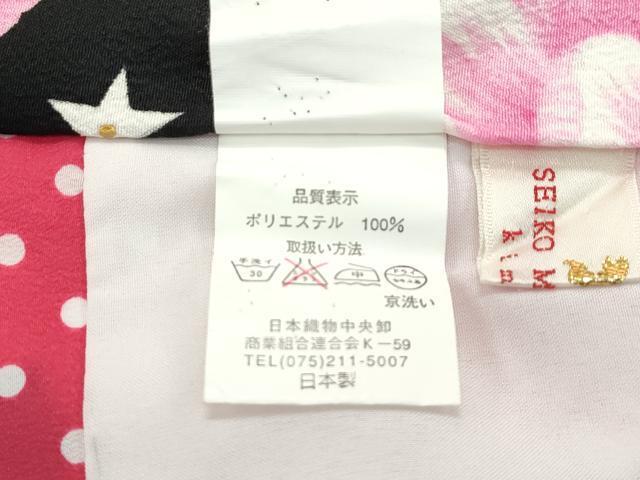 品質表示
ポリエステル 100%
取扱い方法
手洗イ
30
中
ドライ
京洗い
日本織物中央卸
商業組合連合会K-59
TEL(075)211-5007
日本製
SEIKO M
kim